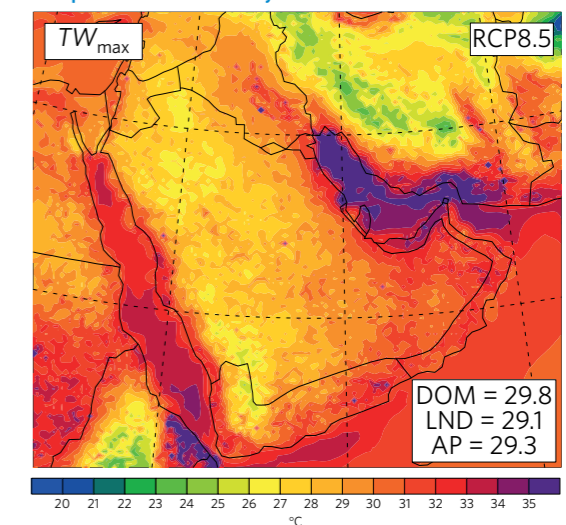 TWmax
RCP8.5
DOM = 29.8
LND = 29.1
AP = 29.3
20 21 22 23 24 25 26 27 28 29 30 31 32 33 34 35
°C